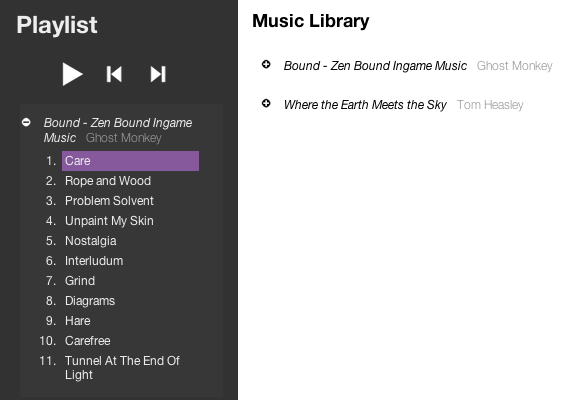 Playlist
Bound - Zen Bound Ingame
Music Ghost Monkey
1. Care
2. Rope and Wood
3. Problem Solvent
4. Unpaint My Skin
5. Nostalgia
6. Interludum
7. Grind
8. Diagrams
9. Hare
10. Carefree
11. Tunnel At The End Of
Light
Music Library
Bound - Zen Bound Ingame Music Ghost Monkey
Where the Earth Meets the Sky Tom Heasley